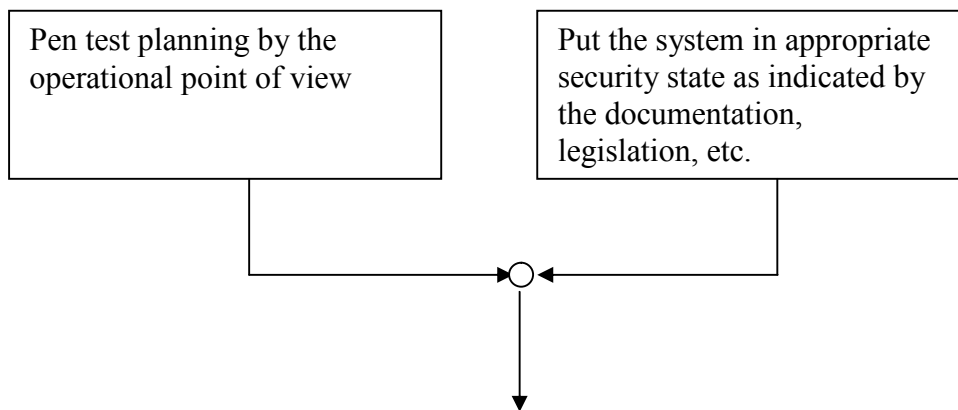 Pen test planning by the
operational point of view
Put the system in appropriate
security state as indicated by
the documentation,
legislation, etc.